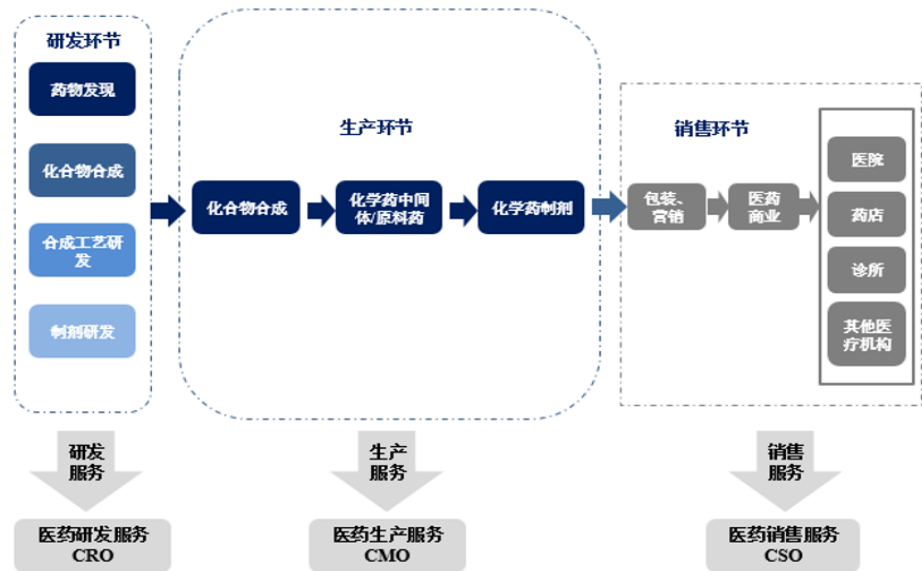 研发环节
药物发现
化合物合成
合成工艺研
发
制剂研发
生产环节
化合物合成
化学药中间
体/原料药
化学药制剂
销售环节
包装、
营销
医药
商业
医院
药店
诊所
其他医
疗机构
研发
服务
生产
服务
销售
服务
医药研发服务
CRO
医药生产服务
CMO
医药销售服务
CSO